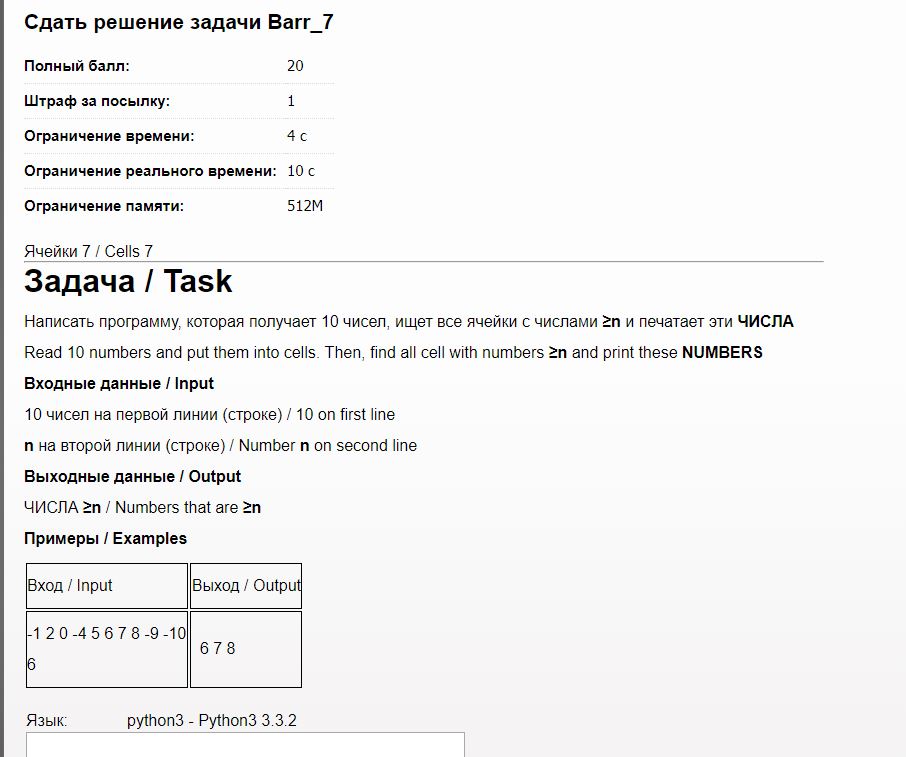 Сдать решение задачи Barr_7
Полный балл: 20
Штраф за посылку: 1
Ограничение времени: 4 с
Ограничение реального времени: 10 с
Ограничение памяти: 512M
Ячейки 7 / Cells 7
Задача / Task
Написать программу, которая получает 10 чисел, ищет все ячейки с числами ≥n и печатает эти ЧИСЛА
Read 10 numbers and put them into cells. Then, find all cell with numbers ≥n and print these NUMBERS
Входные данные / Input
10 чисел на первой линии (строке) / 10 on first line
n на второй линии (строке) / Number n on second line
Выходные данные / Output
ЧИСЛА ≥n / Numbers that are ≥n
Примеры / Examples
Вход / Input Выход / Output
-1 2 0 -4 5 6 7 8 -9 -10
6
6 7 8
Язык: python3 - Python3 3.3.2